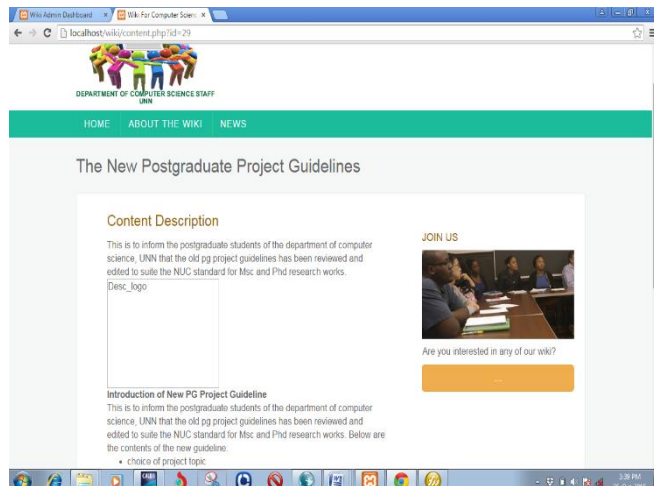 Wiki Admin Dashboard
Wiki For Computer Scienc
localhost/wiki/content.php?id=29
DEPARTMENT OF COMPUTER SCIENCE STAFF
UNN
HOME ABOUT THE WIKI NEWS
The New Postgraduate Project Guidelines
Content Description
This is to inform the postgraduate students of the department of computer
science, UNN that the old pg project guidelines has been reviewed and
edited to suite the NUC standard for Msc and Phd research works.
Desc_logo
Introduction of New PG Project Guideline
This is to inform the postgraduate students of the department of computer
science, UNN that the old pg project guidelines has been reviewed and
edited to suite the NUC standard for Msc and Phd research works. Below are
the contents of the new guideline.
• choice of project topic
JOIN US
Are you interested in any of our wiki?
...
3:39 PM